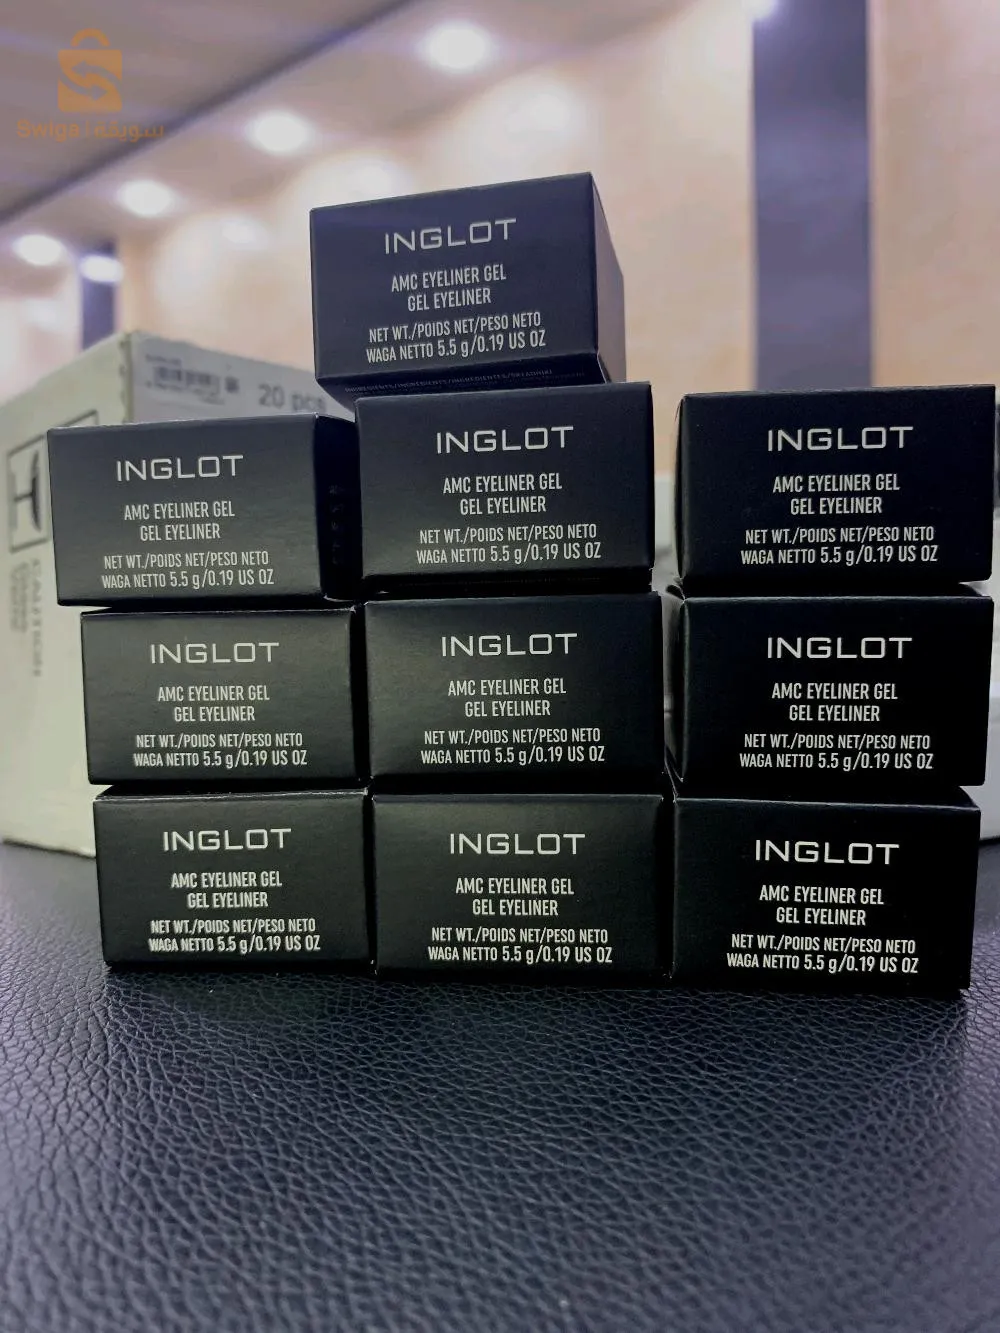 Swiga | سويقة
INGLOT
AMC EYELINER GEL
GEL EYELINER
NET WT./POIDS NET/PESO NETO
WAGA NETTO 5.5 g/0.19 US OZ
20 pcs
INGLOT
AMC EYELINER GEL
GEL EYELINER
NET WT./POIDS NET/PESO NETO
WAGA NETTO 5.5 g/0.19 US OZ
INGLOT
AMC EYELINER GEL
GEL EYELINER
NET WT./POIDS NET/PESO NETO
WAGA NETTO 5.5 g/0.19 US OZ
INGLOT
AMC EYELINER GEL
GEL EYELINER
NET WT./POIDS NET/PESO NETO
WAGA NETTO 5.5 g/0.19 US OZ
CAUTION
INGLOT
AMC EYELINER GEL
GEL EYELINER
NET WT./POIDS NET/PESO NETO
WAGA NETTO 5.5 g/0.19 US OZ
INGLOT
AMC EYELINER GEL
GEL EYELINER
NET WT./POIDS NET/PESO NETO
WAGA NETTO 5.5 g/0.19 US OZ
INGLOT
AMC EYELINER GEL
GEL EYELINER
NET WT./POIDS NET/PESO NETO
WAGA NETTO 5.5 g/0.19 US OZ
INGLOT
AMC EYELINER GEL
GEL EYELINER
NET WT./POIDS NET/PESO NETO
WAGA NETTO 5.5 g/0.19 US OZ
INGLOT
AMC EYELINER GEL
GEL EYELINER
NET WT./POIDS NET/PESO NETO
WAGA NETTO 5.5 g/0.19 US OZ
INGLOT
AMC EYELINER GEL
GEL EYELINER
NET WT./POIDS NET/PESO NETO
WAGA NETTO 5.5 g/0.19 US OZ